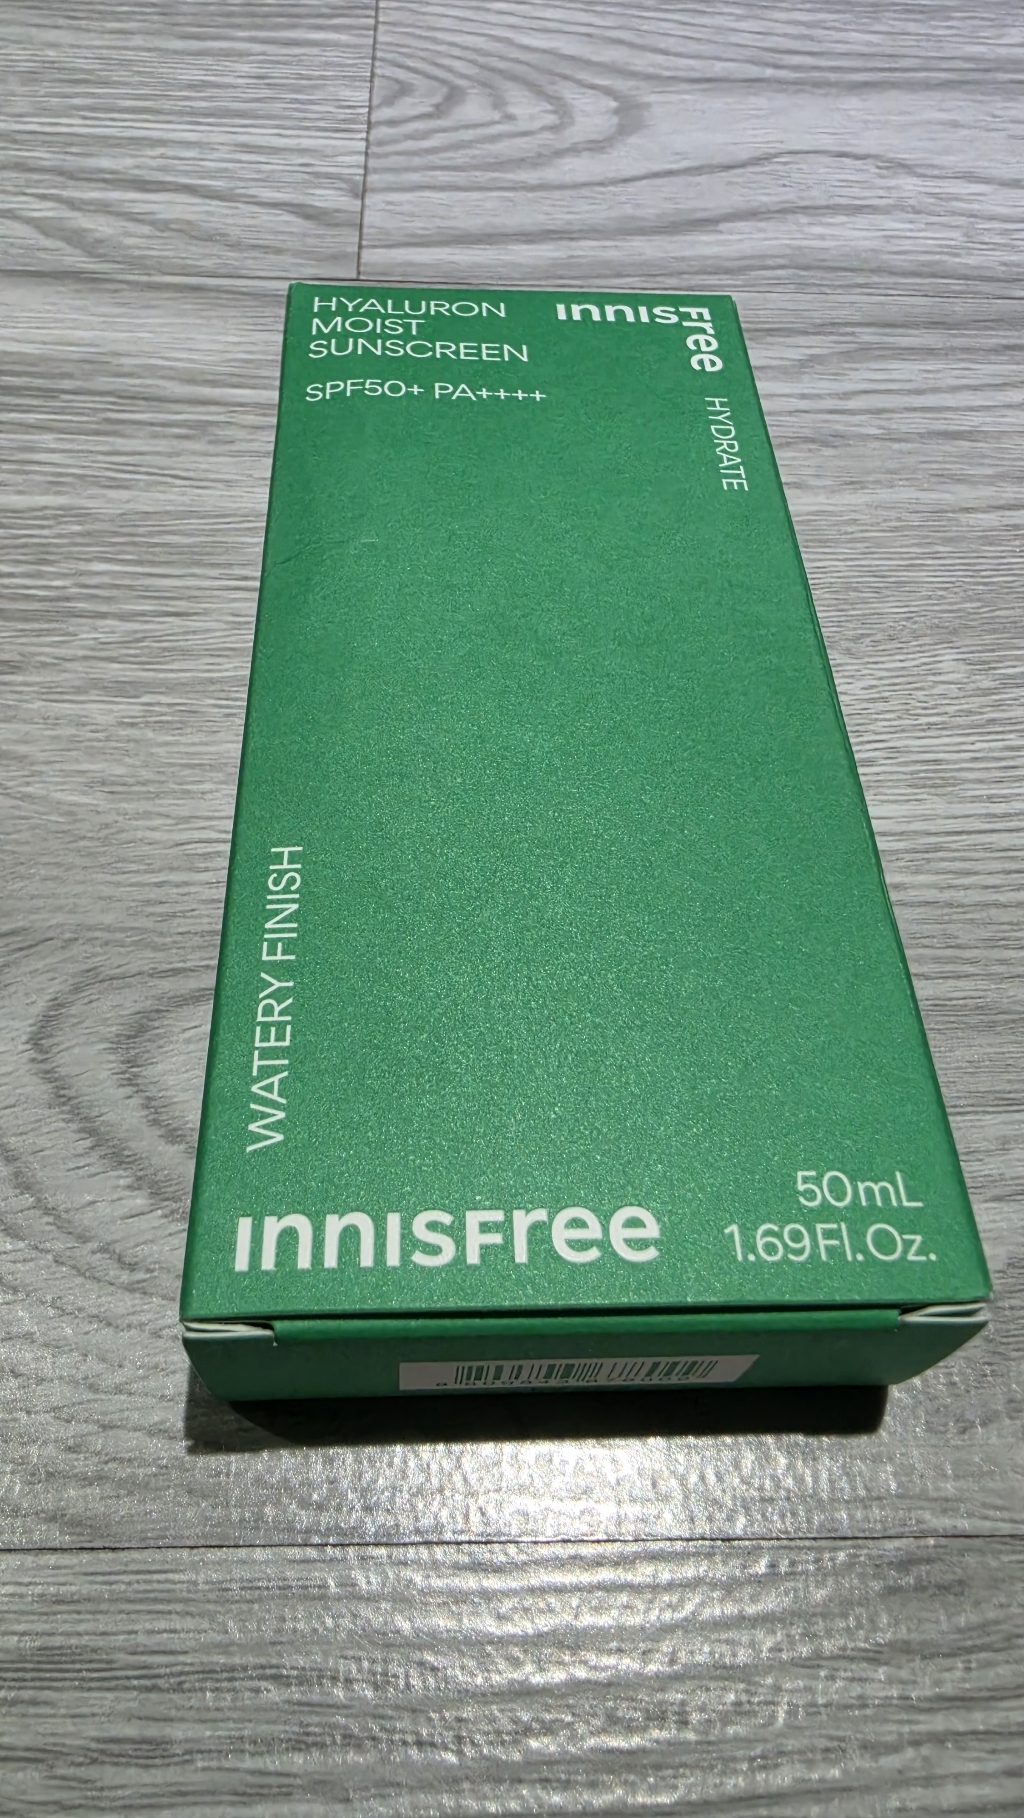 HYALURON
MOIST
SUNSCREEN
SPF50+ PA++++
INNISFree
HYDRATE
WATERY FINISH
INNISFree
50mL
1.69Fl.Oz.